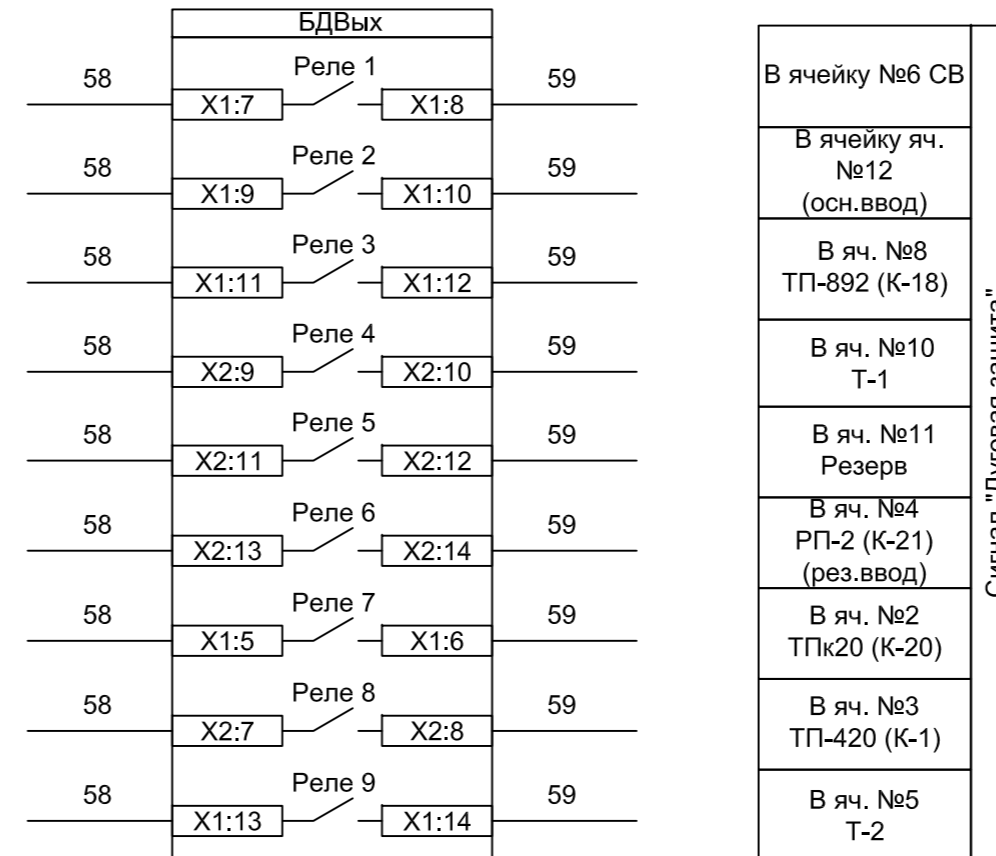 БДВых
58 Реле 1 59
X1:7 X1:8
58 Реле 2 59
X1:9 X1:10
58 Реле 3 59
X1:11 X1:12
58 Реле 4 59
X2:9 X2:10
58 Реле 5 59
X2:11 X2:12
58 Реле 6 59
X2:13 X2:14
58 Реле 7 59
X1:5 X1:6
58 Реле 8 59
X2:7 X2:8
58 Реле 9 59
X1:13 X1:14
В ячейку №6 СВ
В ячейку яч.
№12
(осн.ввод)
В яч. №8
ТП-892 (К-18)
В яч. №10
Т-1
В яч. №11
Резерв
В яч. №4
РП-2 (К-21)
(рез.ввод)
В яч. №2
ТПк20 (К-20)
В яч. №3
ТП-420 (К-1)
В яч. №5
Т-2
Сигнал "Дуговая защита"